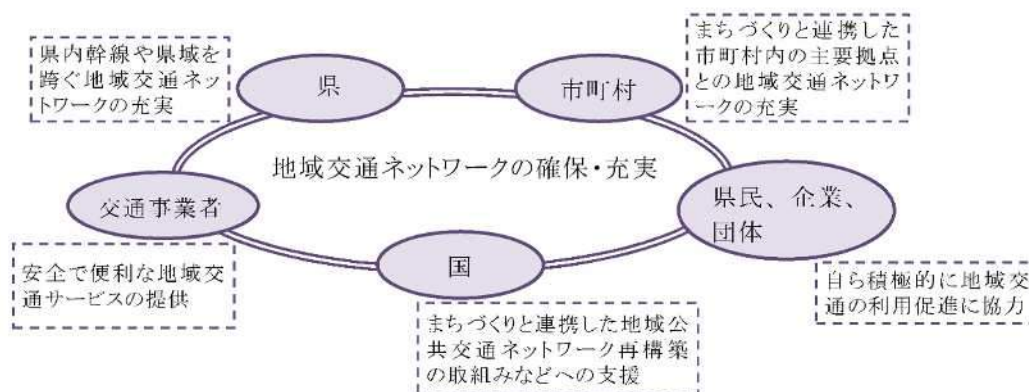 県内幹線や県域を
跨ぐ地域交通ネッ
トワークの充実
県
市町村
まちづくりと連携した
市町村内の主要拠点
との地域交通ネットワ
ークの充実
地域交通ネットワークの確保・充実
交通事業者
県民、企業、
団体
国
安全で便利な地域交
通サービスの提供
自ら積極的に地域交
通の利用促進に協力
まちづくりと連携した地域公
共交通ネットワーク再構築
の取組みなどへの支援